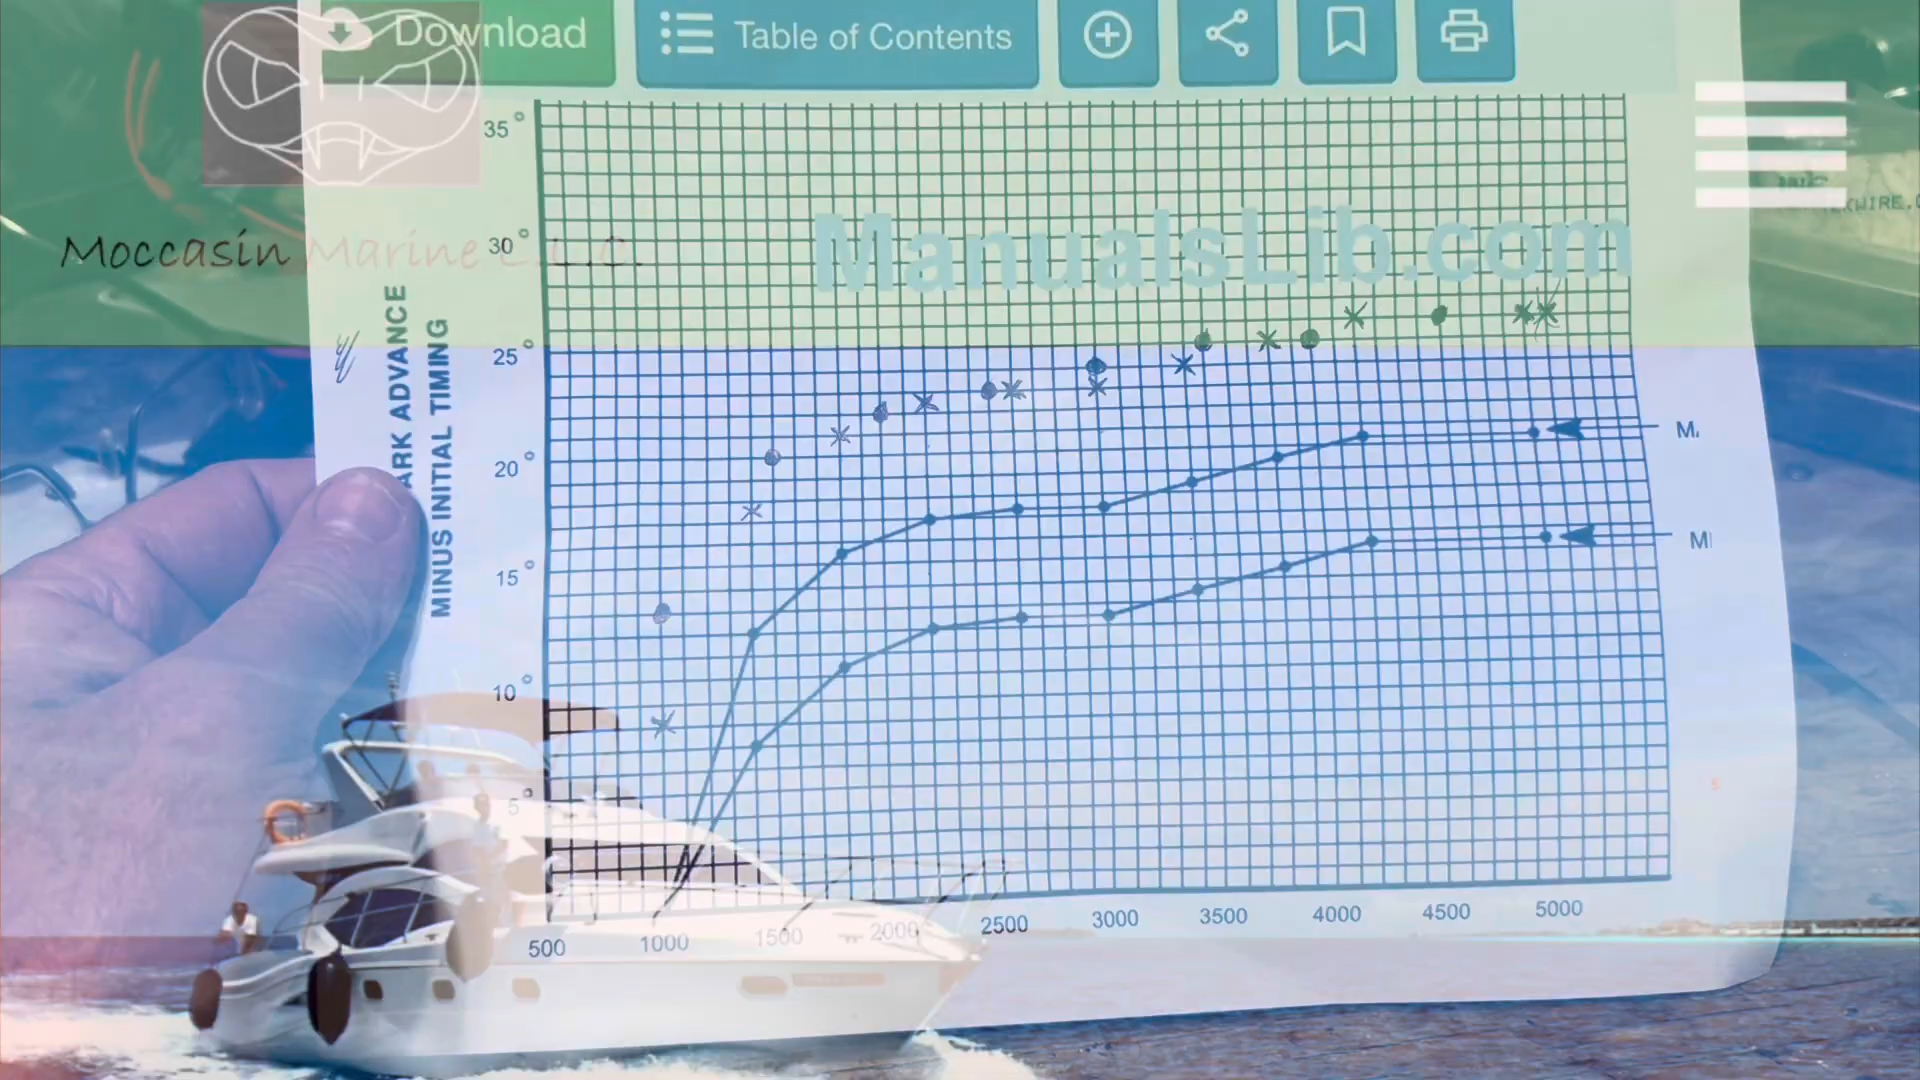 Download
Table of Contents
35°
Moccasin Marine L.L.C.
30°
ManualsLib.com
ARK ADVANCE
MINUS INITIAL TIMING
25°
20°
15°
10°
5°
500
1000
1500
2000
2500
3000
3500
4000
4500
5000